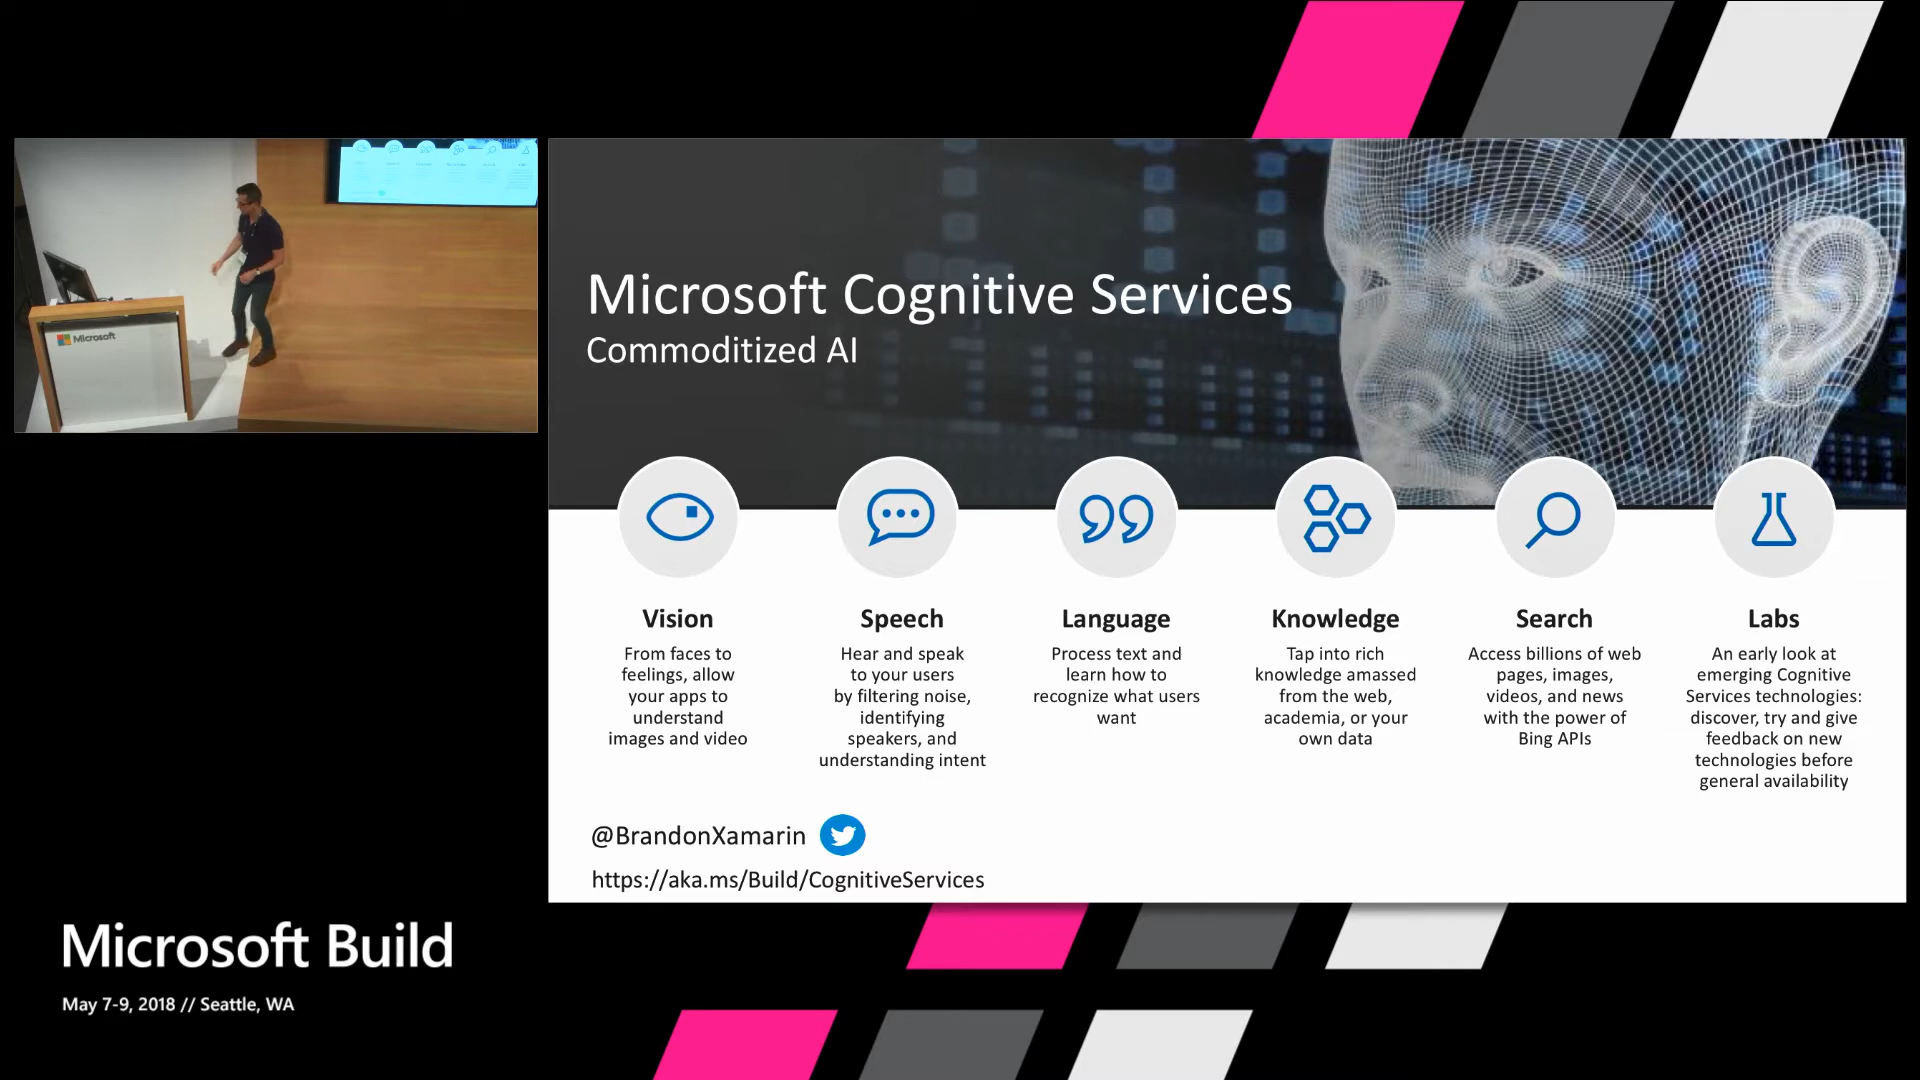 Microsoft
Microsoft Cognitive Services
Commoditized AI
Vision
From faces to
feelings, allow
your apps to
understand
images and video
Speech
Hear and speak
to your users
by filtering noise,
identifying
speakers, and
understanding intent
Language
Process text and
learn how to
recognize what users
want
Knowledge
Tap into rich
knowledge amassed
from the web,
academia, or your
own data
Search
Access billions of web
pages, images,
videos, and news
with the power of
Bing APIs
Labs
An early look at
emerging Cognitive
Services technologies:
discover, try and give
feedback on new
technologies before
general availability
@BrandonXamarin
https://aka.ms/Build/CognitiveServices
Microsoft Build
May 7-9, 2018 // Seattle, WA